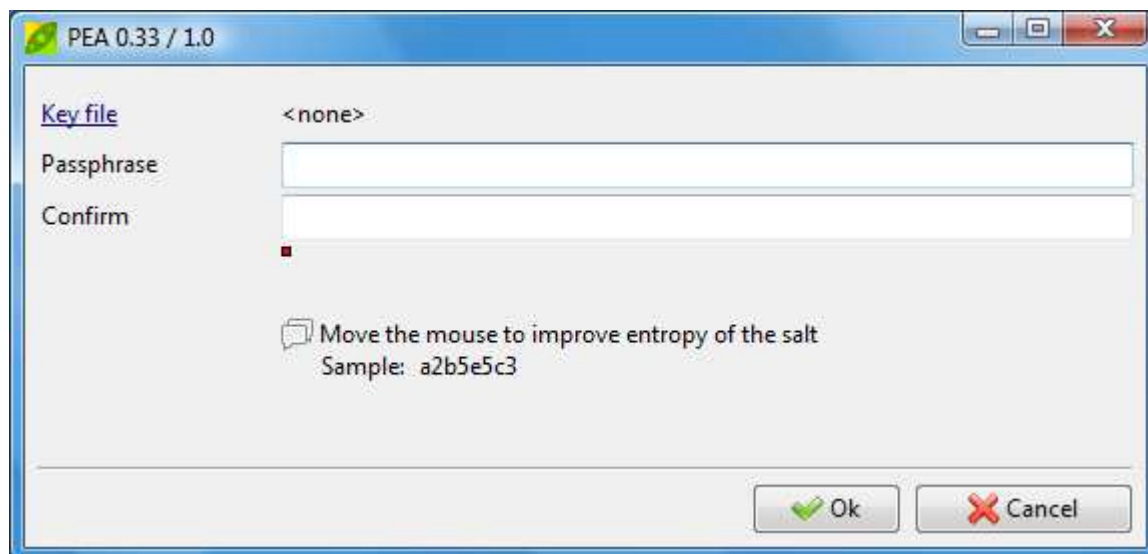 PEA 0.33 / 1.0
Key file <none>
Passphrase
Confirm
Move the mouse to improve entropy of the salt
Sample: a2b5e5c3
Ok Cancel